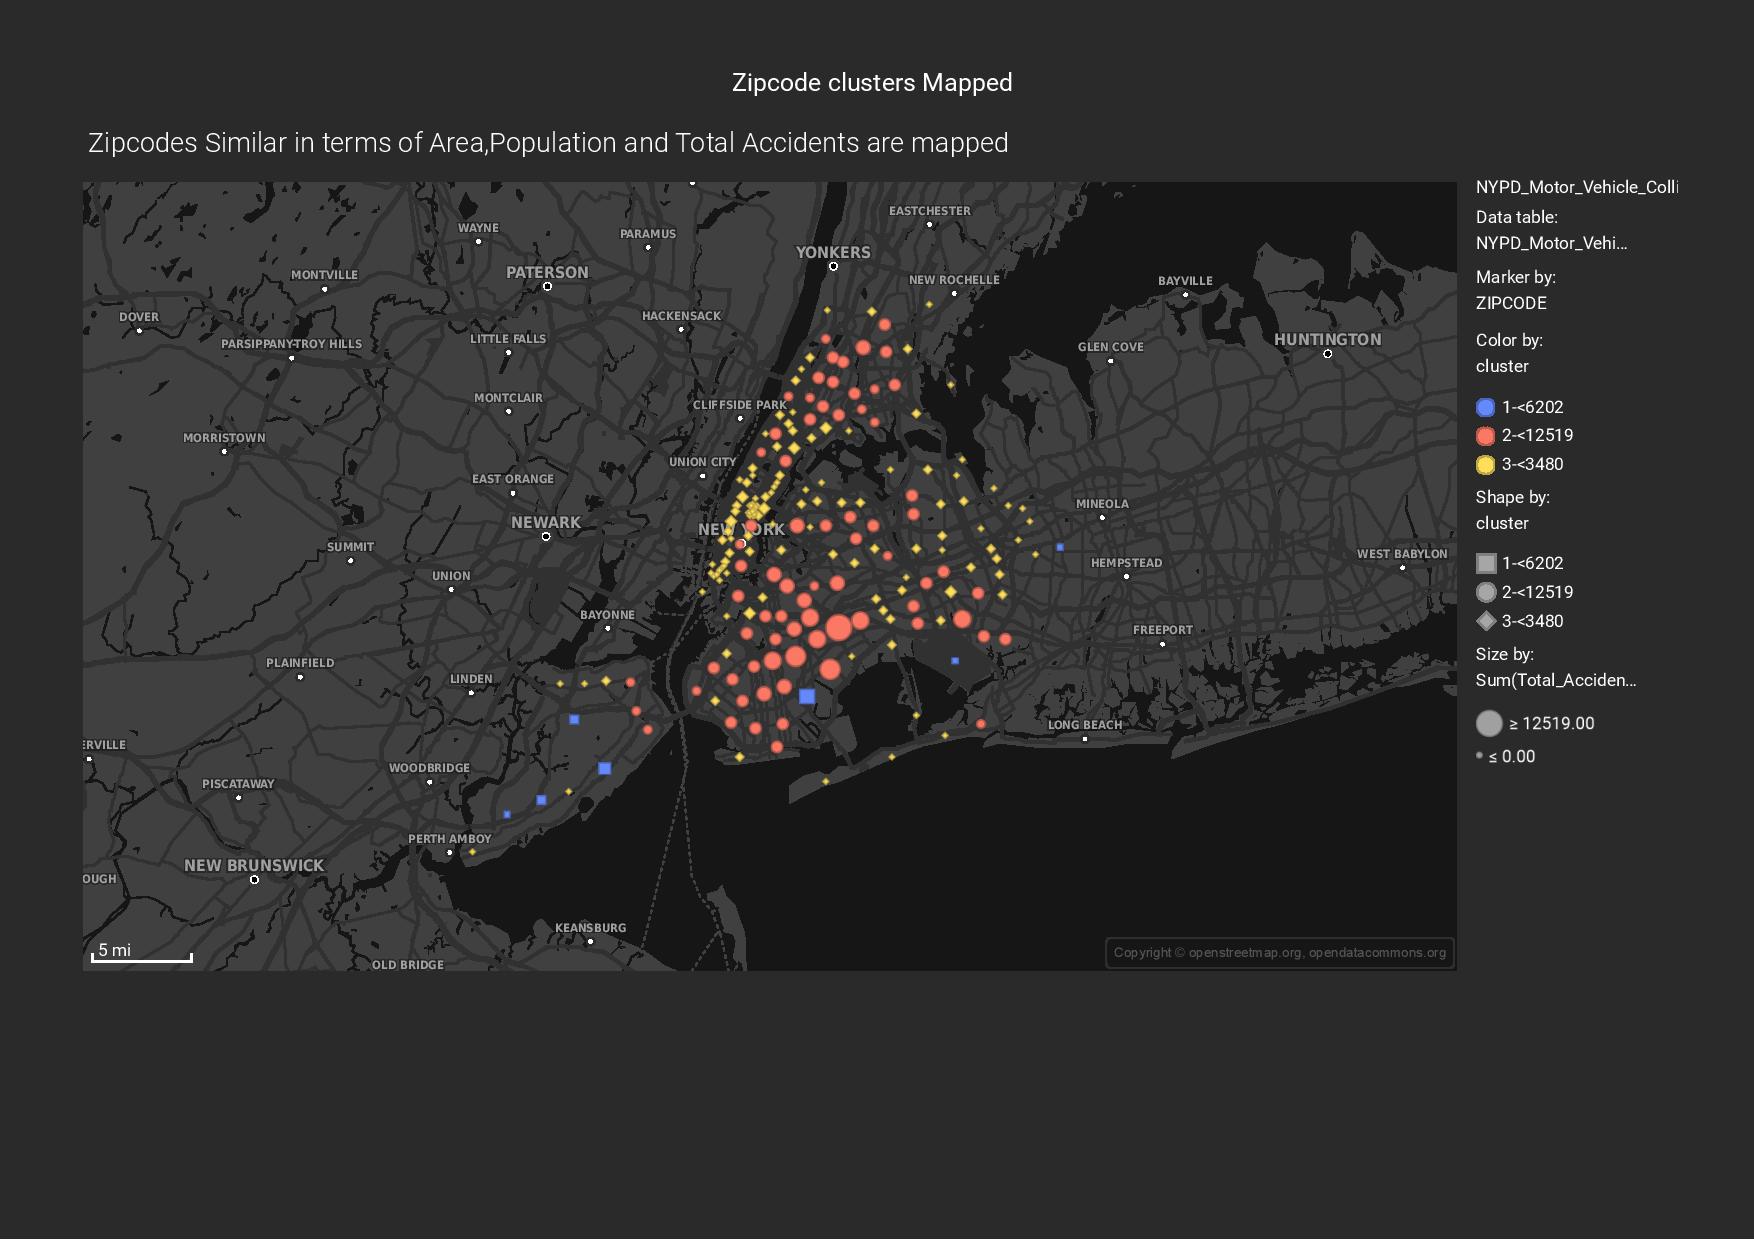 Zipcode clusters Mapped
Zipcodes Similar in terms of Area,Population and Total Accidents are mapped
NYPD_Motor_Vehicle_Colli
Data table:
NYPD_Motor_Vehi...
Marker by:
ZIPCODE
Color by:
cluster
1-<6202
2-<12519
3-<3480
Shape by:
cluster
1-<6202
2-<12519
3-<3480
Size by:
Sum(Total_Acciden...
≥ 12519.00
≤ 0.00
EASTCHESTER
WAYNE
PARAMUS
YONKERS
PATERSON
MONTVILLE
NEW ROCHELLE
BAYVILLE
DOVER
HACKENSACK
LITTLE FALLS
PARSIPPANY-TROY HILLS
HUNTINGTON
GLEN COVE
MONTCLAIR
CLIFFSIDE PARK
MORRISTOWN
UNION CITY
EAST ORANGE
MINEOLA
NEWARK
NEW YORK
SUMMIT
WEST BABYLON
HEMPSTEAD
UNION
BAYONNE
FREEPORT
PLAINFIELD
LINDEN
LONG BEACH
ERVILLE
WOODBRIDGE
PISCATAWAY
PERTH AMBOY
NEW BRUNSWICK
OUGH
KEANSBURG
5 mi
OLD BRIDGE
Copyright © openstreetmap.org, opendatacommons.org